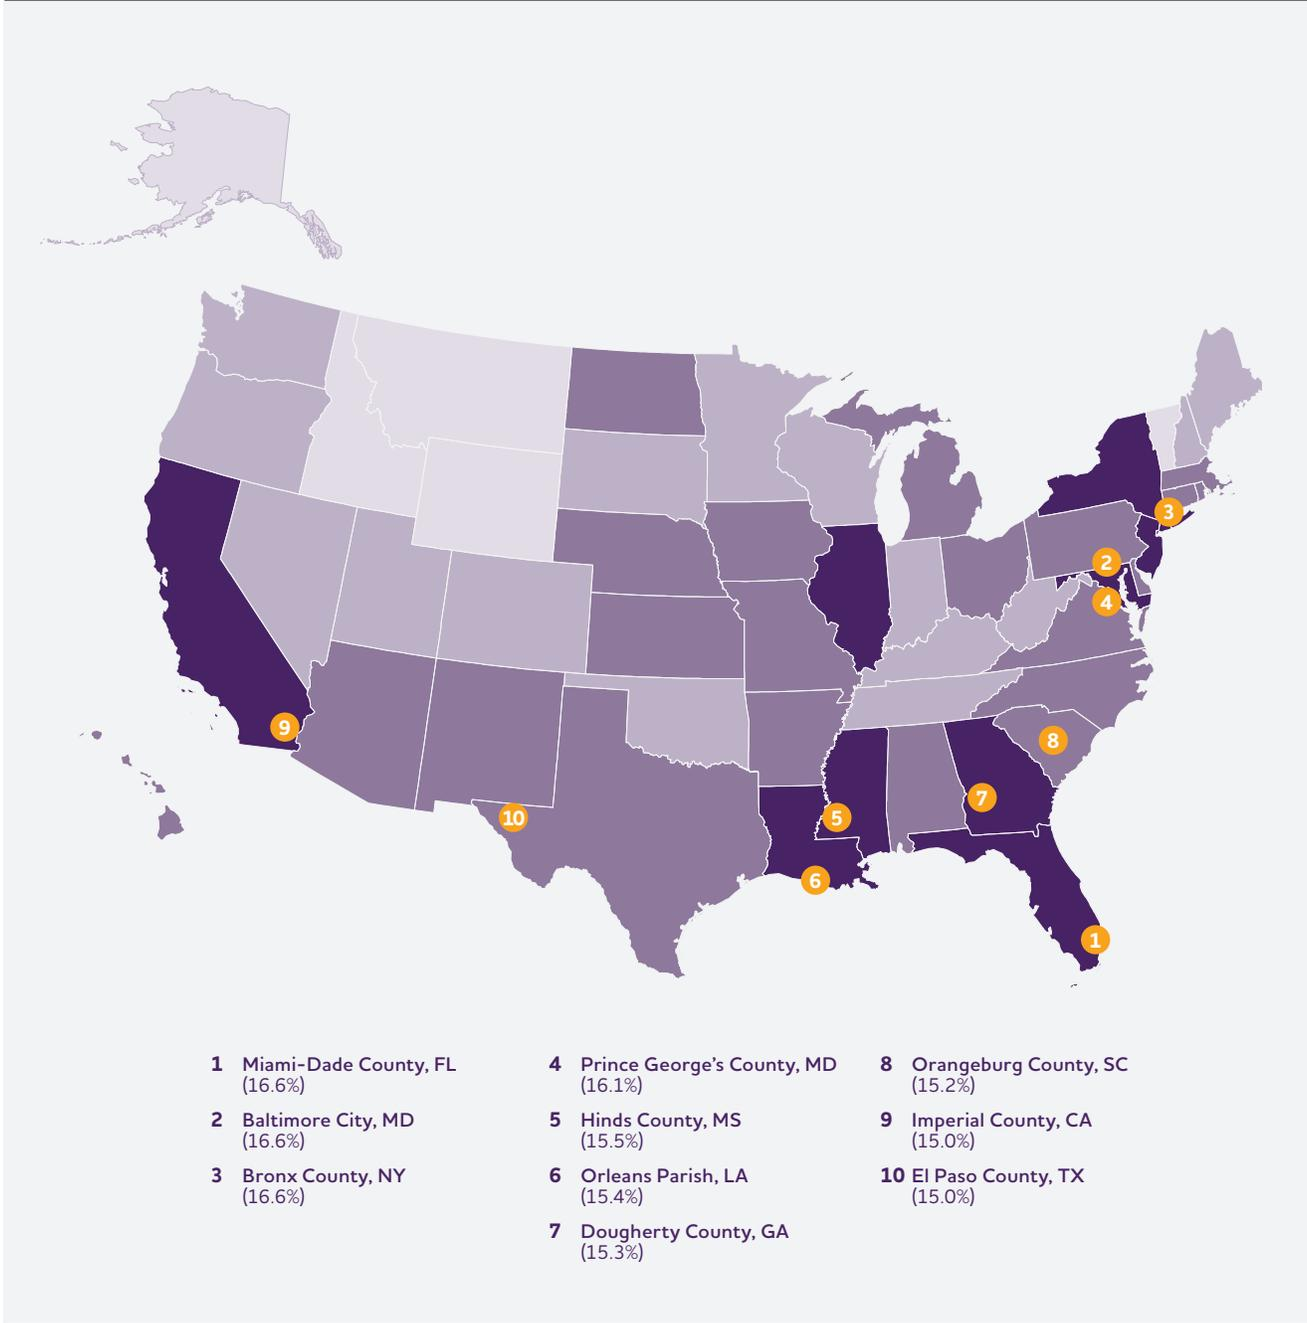 3
2
4
9
8
7
10
5
6
1
1 Miami-Dade County, FL
(16.6%)
2 Baltimore City, MD
(16.6%)
3 Bronx County, NY
(16.6%)
4 Prince George’s County, MD
(16.1%)
5 Hinds County, MS
(15.5%)
6 Orleans Parish, LA
(15.4%)
7 Dougherty County, GA
(15.3%)
8 Orangeburg County, SC
(15.2%)
9 Imperial County, CA
(15.0%)
10 El Paso County, TX
(15.0%)